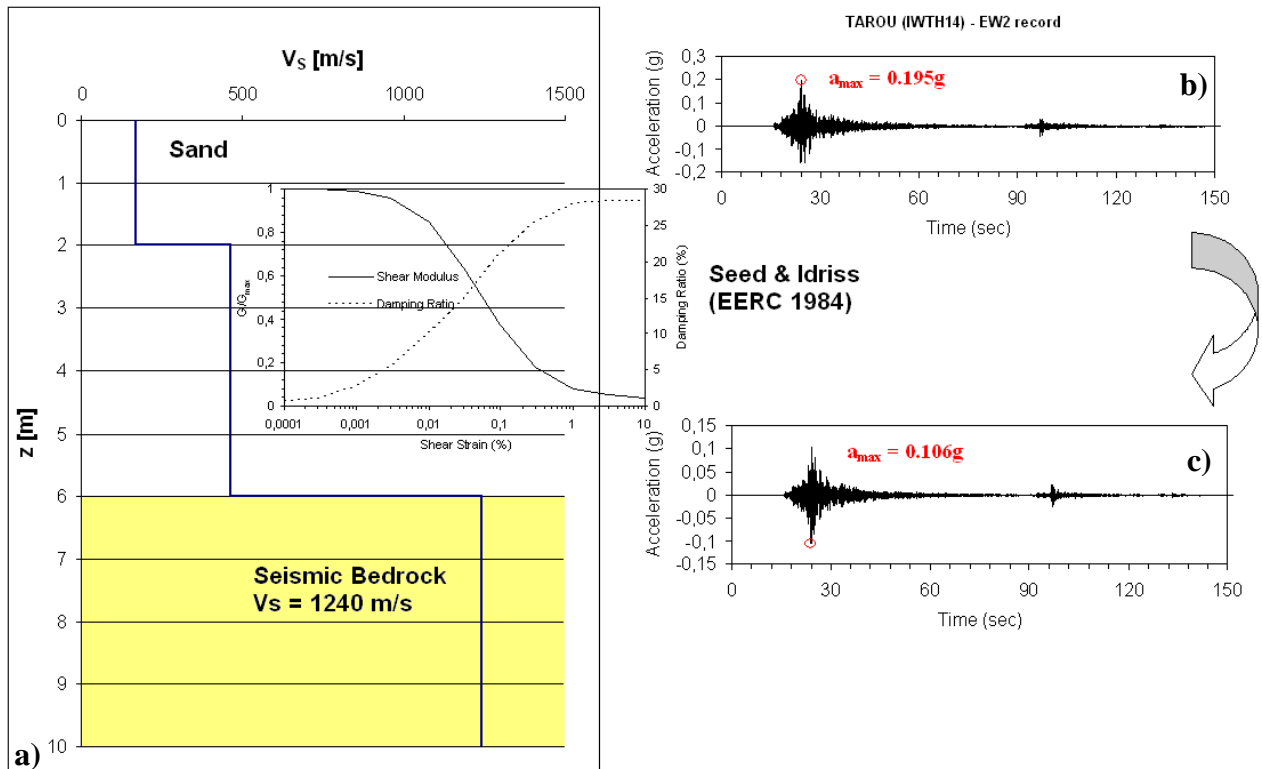 V_S [m/s]
0 500 1000 1500
0
1
2
3
4
5
6
7
8
9
10
z [m]
Sand
1
0,8
0,6
0,4
0,2
0
G/G_max
30
25
20
15
10
5
0
Damping Ratio (%)
Shear Modulus
Damping Ratio
0,0001 0,001 0,01 0,1 1 10
Shear Strain (%)
Seismic Bedrock
Vs = 1240 m/s
a)
TAROU (IWTH14) - EW2 record
0,3
0,2
0,1
0
-0,1
-0,2
Acceleration (g)
a_max = 0.195g
b)
0 30 60 90 120 150
Time (sec)
Seed & Idriss
(EERC 1984)
0,15
0,1
0,05
0
-0,05
-0,1
-0,15
Acceleration (g)
a_max = 0.106g
c)
0 30 60 90 120 150
Time (sec)